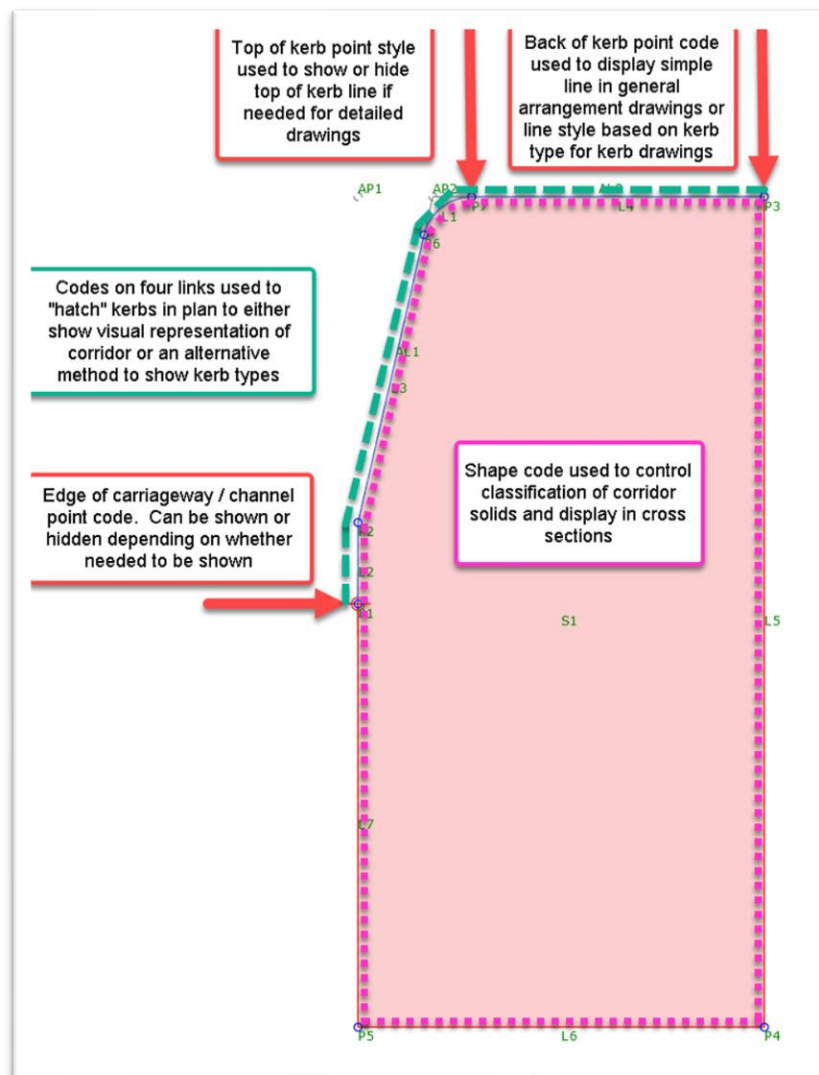 Top of kerb point style
used to show or hide
top of kerb line if
needed for detailed
drawings
Back of kerb point code
used to display simple
line in general
arrangement drawings or
line style based on kerb
type for kerb drawings
AP1
AP2
P7
L4
P3
L1
P6
Codes on four links used to
"hatch" kerbs in plan to either
show visual representation of
corridor or an alternative
method to show kerb types
AL1
L3
Shape code used to control
classification of corridor
solids and display in cross
sections
Edge of carriageway / channel
point code. Can be shown or
hidden depending on whether
needed to be shown
P2
L2
P1
S1
L5
L7
P5
L6
P4